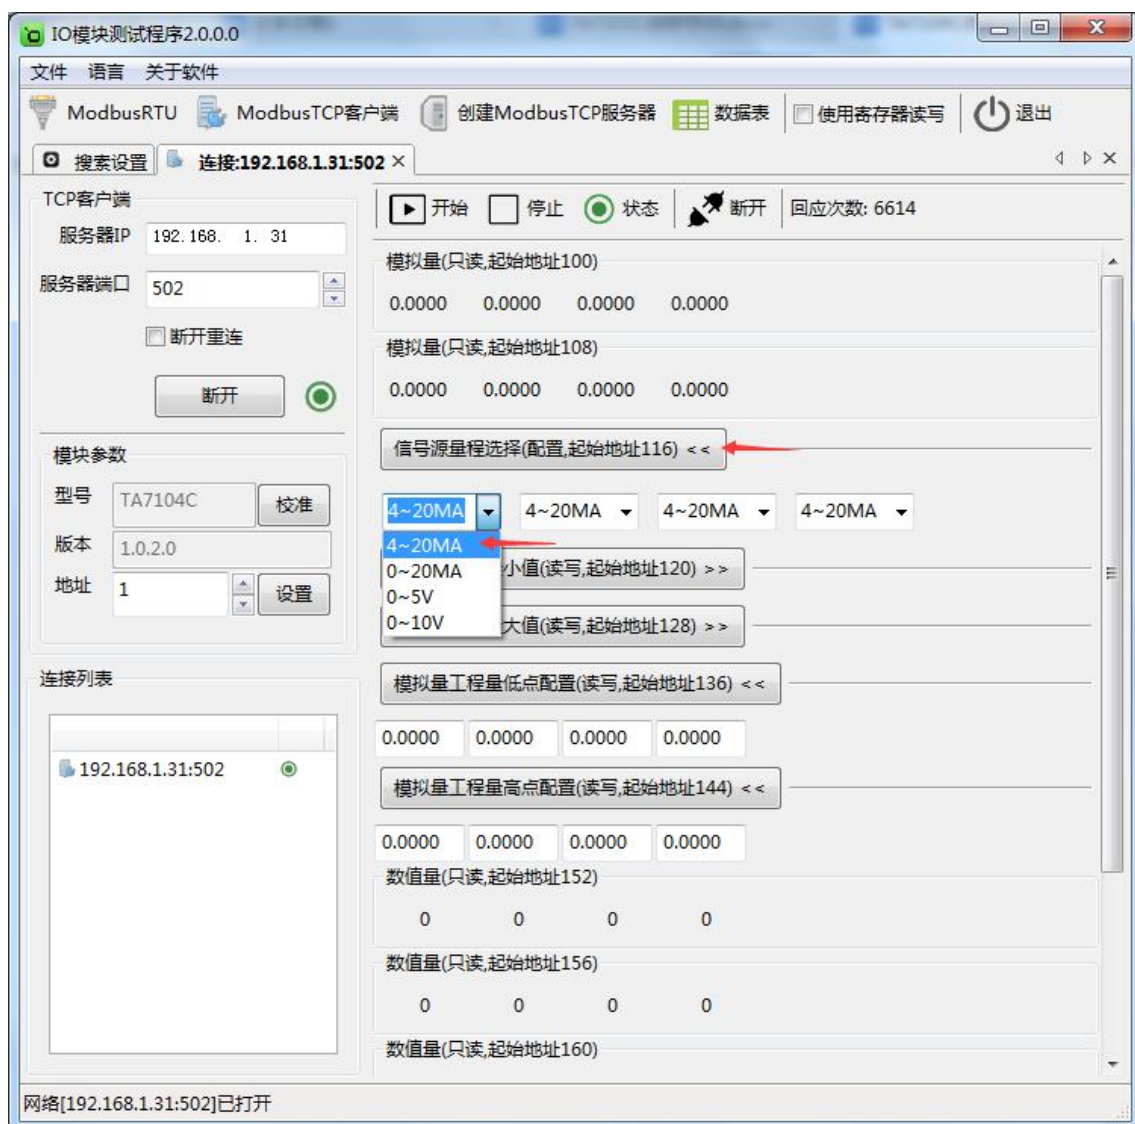 IO模块测试程序2.0.0.0
文件 语言 关于软件
ModbusRTU ModbusTCP客户端 创建ModbusTCP服务器 数据表 使用寄存器读写 退出
搜索设置 连接:192.168.1.31:502
TCP客户端
服务器IP 192.168. 1. 31
服务器端口 502
断开重连
断开
模块参数
型号 TA7104C 校准
版本 1.0.2.0
地址 1 设置
连接列表
192.168.1.31:502
开始 停止 状态 断开 回应次数: 6614
模拟量(只读,起始地址100)
0.0000 0.0000 0.0000 0.0000
模拟量(只读,起始地址108)
0.0000 0.0000 0.0000 0.0000
信号源量程选择(配置,起始地址116) <<
4~20MA 4~20MA 4~20MA 4~20MA
4~20MA
0~20MA
0~5V
0~10V
小值(读写,起始地址120) >>
大值(读写,起始地址128) >>
模拟量工程量低点配置(读写,起始地址136) <<
0.0000 0.0000 0.0000 0.0000
模拟量工程量高点配置(读写,起始地址144) <<
0.0000 0.0000 0.0000 0.0000
数值量(只读,起始地址152)
0 0 0 0
数值量(只读,起始地址156)
0 0 0 0
数值量(只读,起始地址160)
网络[192.168.1.31:502]已打开